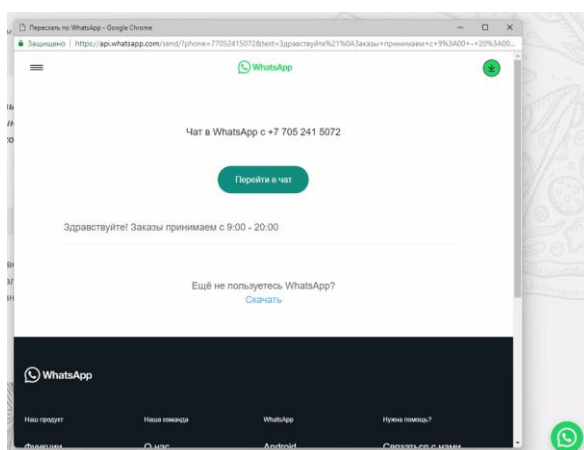 Переслать по WhatsApp - Google Chrome
Защищено | https://api.whatsapp.com/send/?phone=77052415072&text=Здравствуйте%21%0AЗаказы+принимаем+с+9%3A00+-+20%3A00...
WhatsApp
Чат в WhatsApp с +7 705 241 5072
Перейти в чат
Здравствуйте! Заказы принимаем с 9:00 - 20:00
Ещё не пользуетесь WhatsApp?
Скачать
WhatsApp
Наш продукт Наша команда WhatsApp Нужна помощь?
Функции О нас Android Связаться с нами